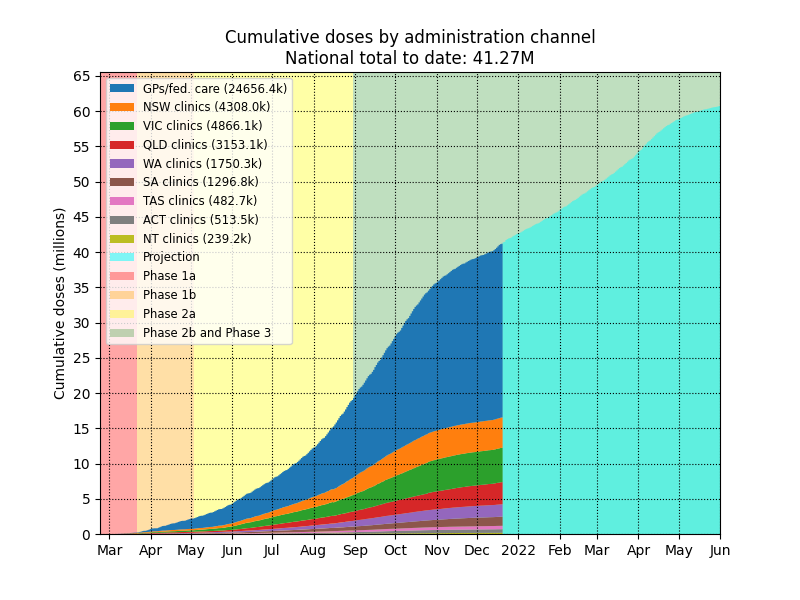 Cumulative doses by administration channel
National total to date: 41.27M
Cumulative doses (millions)
65
60
55
50
45
40
35
30
25
20
15
10
5
0
GPs/fed. care (24656.4k)
NSW clinics (4308.0k)
VIC clinics (4866.1k)
QLD clinics (3153.1k)
WA clinics (1750.3k)
SA clinics (1296.8k)
TAS clinics (482.7k)
ACT clinics (513.5k)
NT clinics (239.2k)
Projection
Phase 1a
Phase 1b
Phase 2a
Phase 2b and Phase 3
Mar Apr May Jun Jul Aug Sep Oct Nov Dec 2022 Feb Mar Apr May Jun